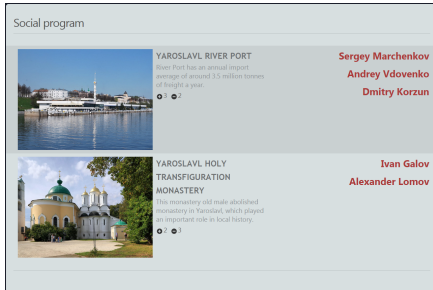 Social program
YAROSLAVL RIVER PORT
River Port has an annual import
average of around 3.5 million tonnes
of freight a year.
3 2
Sergey Marchenkov
Andrey Vdovenko
Dmitry Korzun
YAROSLAVL HOLY
TRANSFIGURATION
MONASTERY
This monastery old male abolished
monastery in Yaroslavl, which played
an important role in local history.
2 3
Ivan Galov
Alexander Lomov